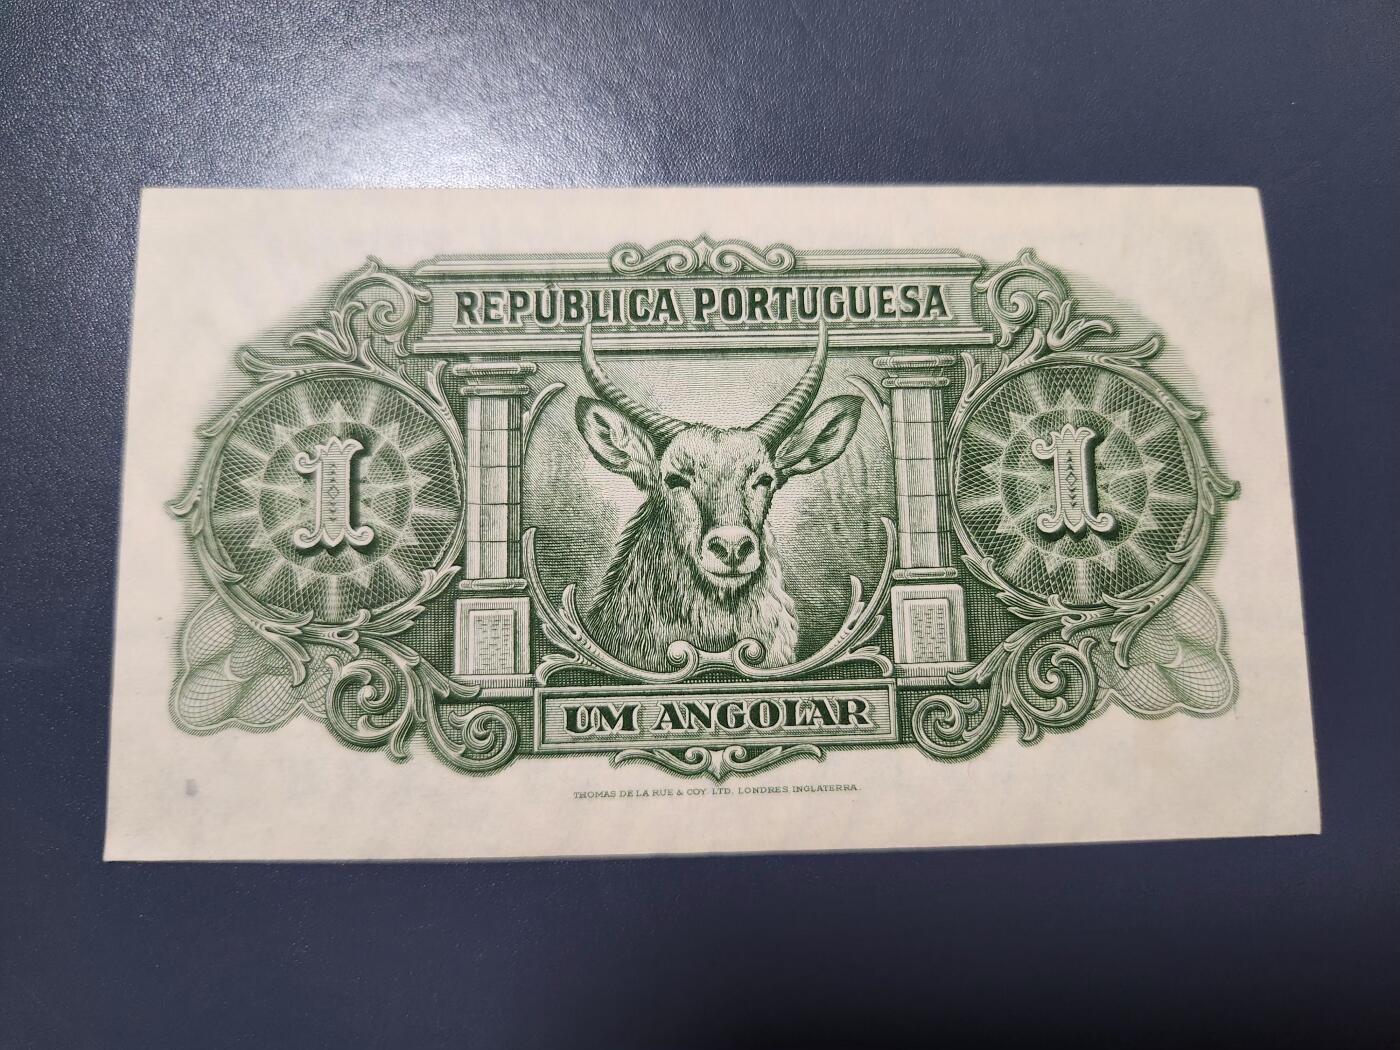 REPÚBLICA PORTUGUESA
1 1
UM ANGOLAR
THOMAS DE LA RUE & COY. LTD. LONDRES, INGLATERRA.